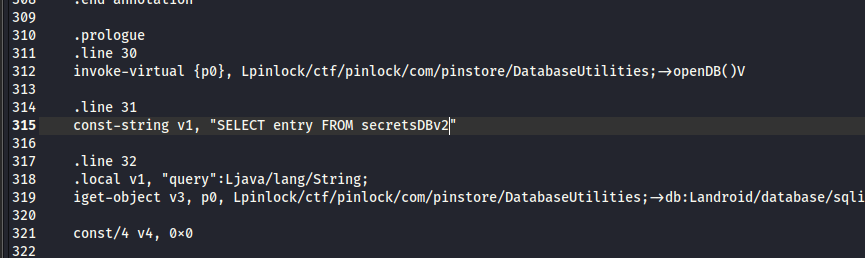 308 .end annotation
309
310 .prologue
311 .line 30
312 invoke-virtual {p0}, Lpinlock/ctf/pinlock/com/pinstore/DatabaseUtilities;->openDB()V
313
314 .line 31
315 const-string v1, "SELECT entry FROM secretsDBv2"
316
317 .line 32
318 .local v1, "query":Ljava/lang/String;
319 iget-object v3, p0, Lpinlock/ctf/pinlock/com/pinstore/DatabaseUtilities;->db:Landroid/database/sqli
320
321 const/4 v4, 0x0
322